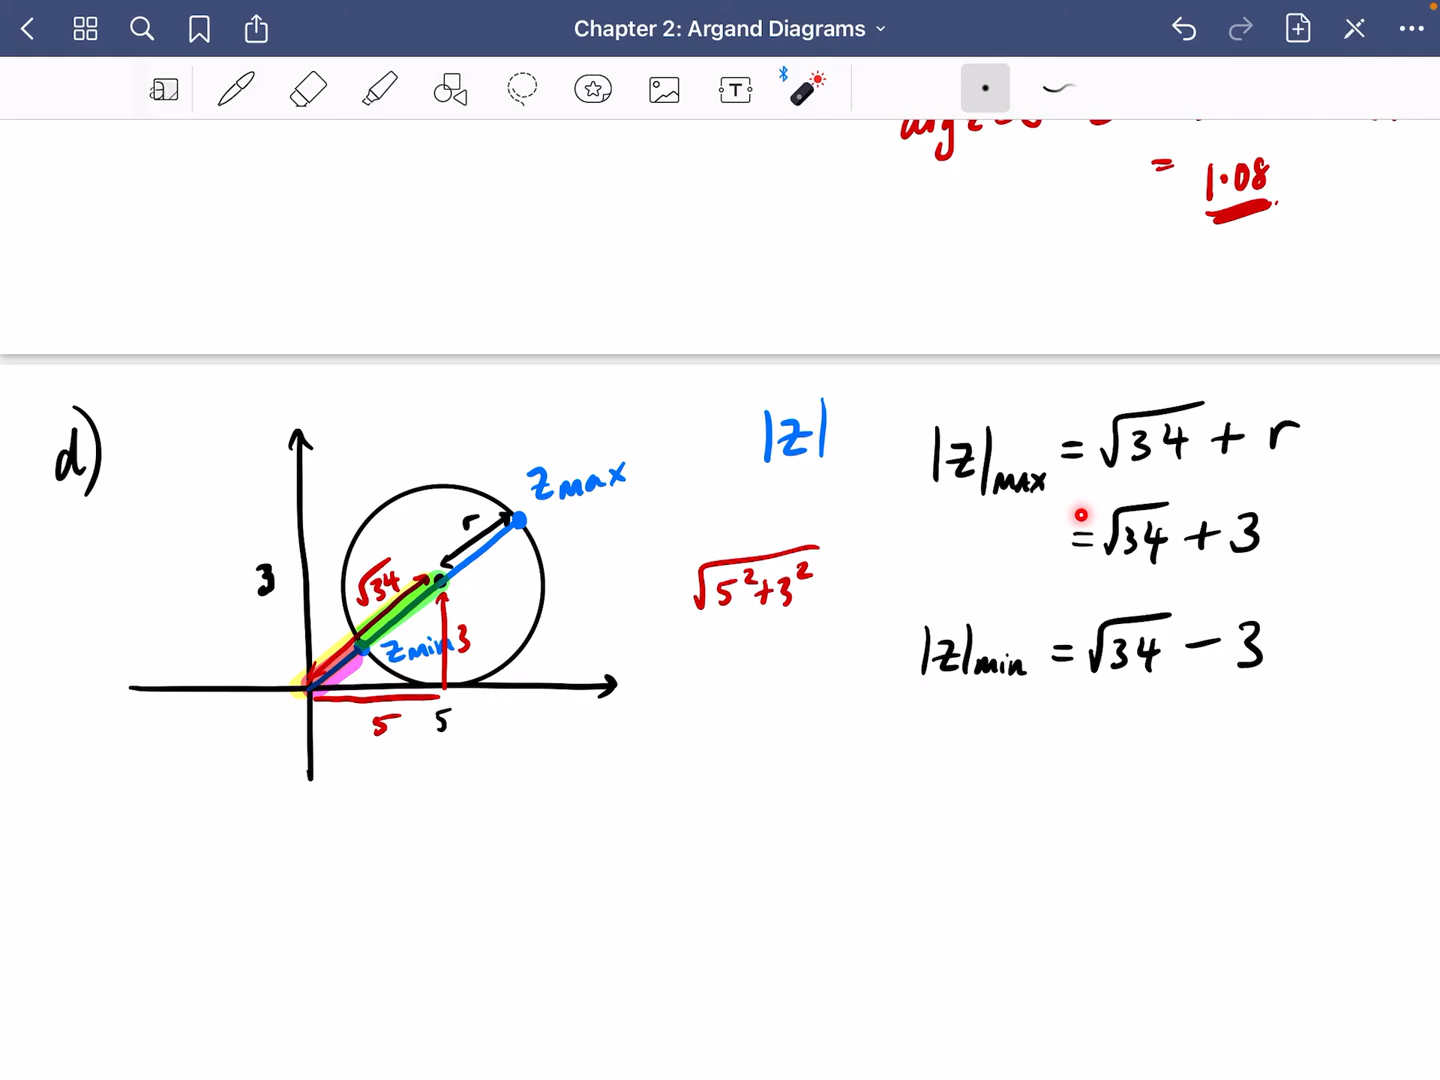 Chapter 2: Argand Diagrams
= 1.08
d)
|z|
|z|MAX = √34 + r
= √34 + 3
|z|min = √34 - 3
zmax
r
√34
3
zmin
3
√5²+3²
5
5